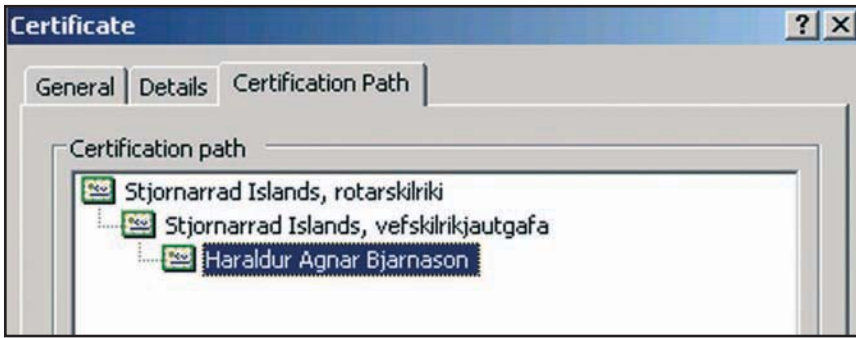 Certificate
General Details Certification Path
Certification path
Stjornarrad Islands, rotarskilriki
Stjornarrad Islands, vefskilrikjautgafa
Haraldur Agnar Bjarnason